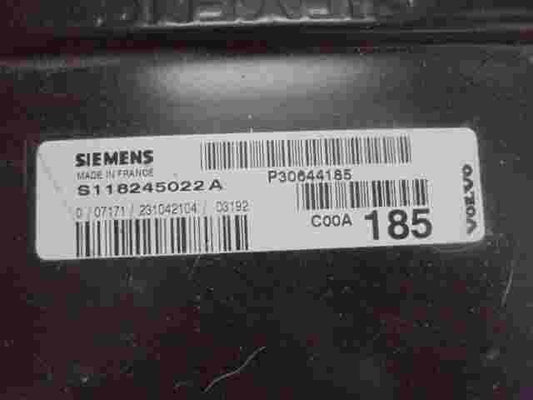 SIEMENS
MADE IN FRANCE
S118245022 A
P30644185
0 / 07171 / 231042104 / 03192
C00A 185
VOLVO